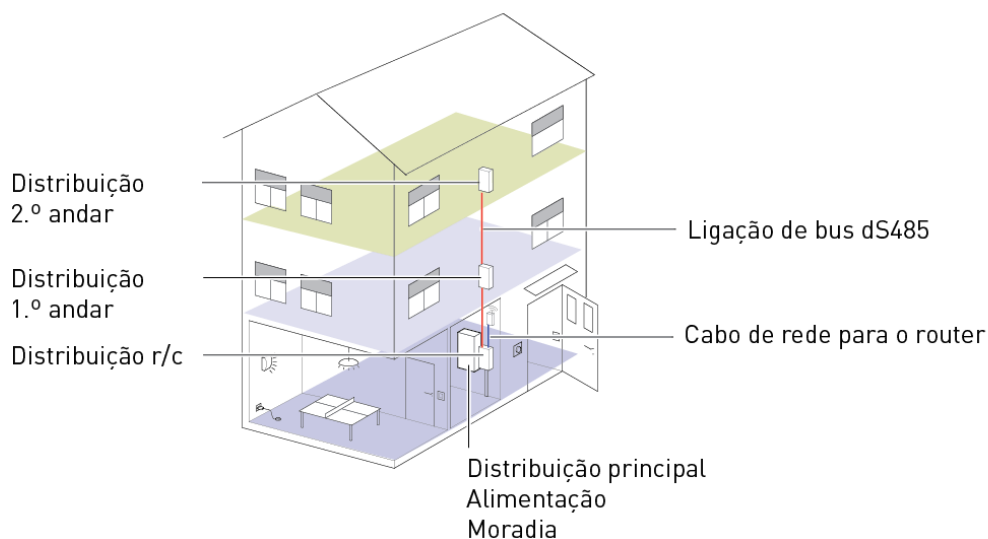 Distribuição
2.º andar
Ligação de bus dS485
Distribuição
1.º andar
Cabo de rede para o router
Distribuição r/c
Distribuição principal
Alimentação
Moradia